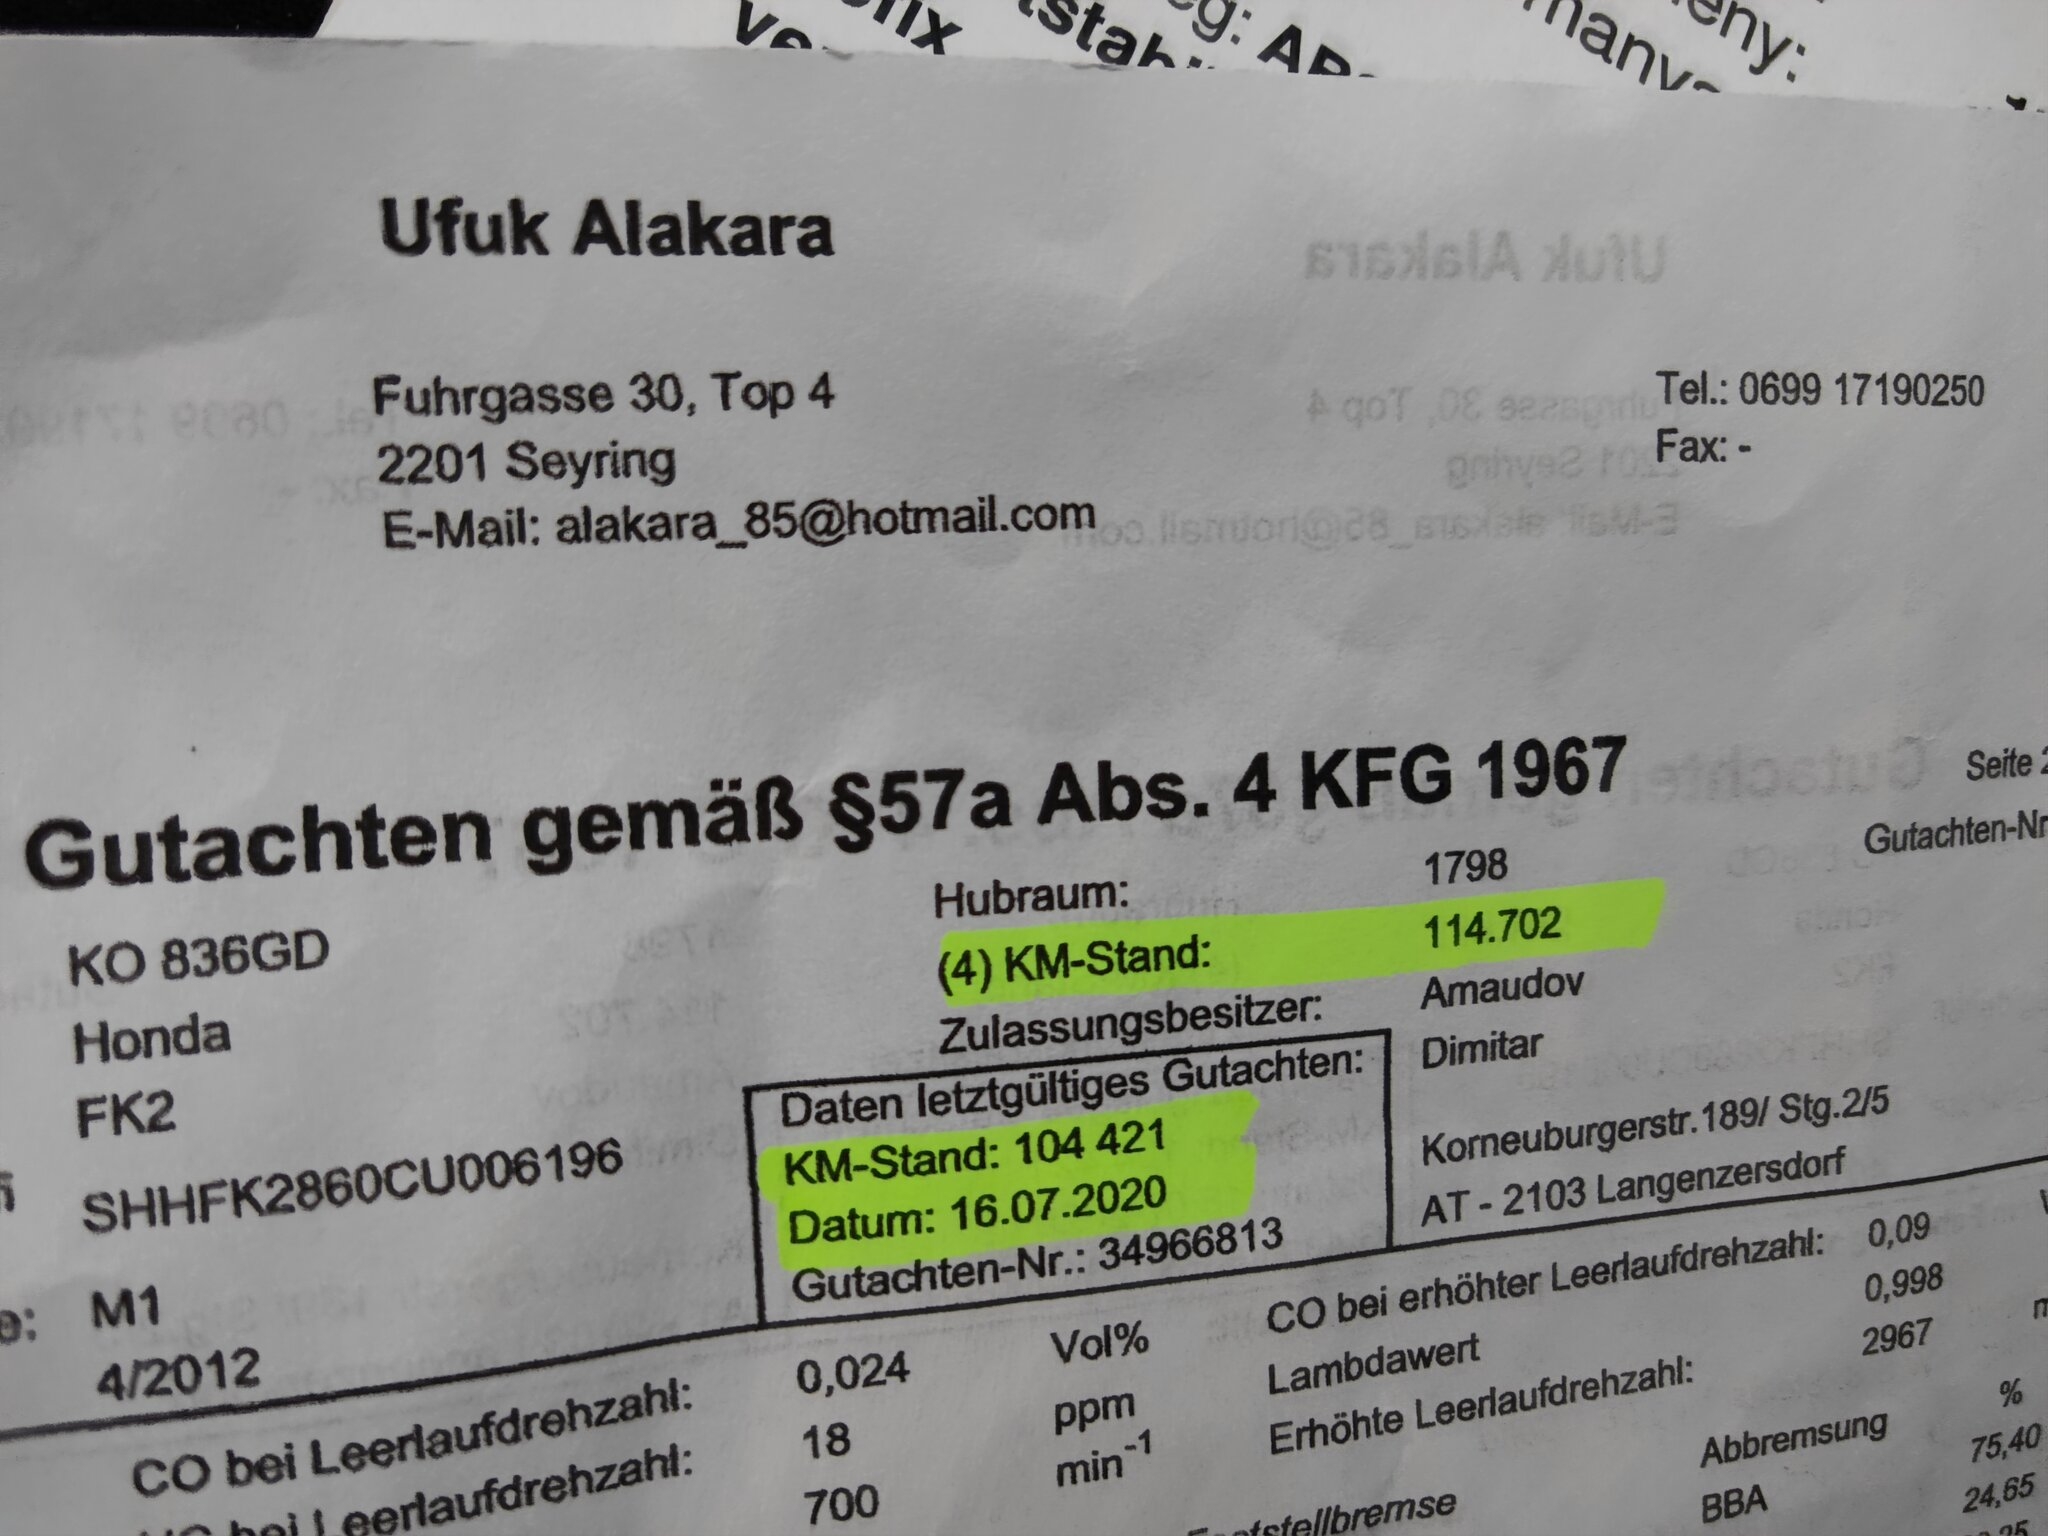 Ufuk Alakara
Fuhrgasse 30, Top 4
2201 Seyring
E-Mail: alakara_85@hotmail.com
Tel.: 0699 17190250
Fax: -
Gutachten gemäß §57a Abs. 4 KFG 1967
Seite 2
Gutachten-Nr
KO 836GD
Honda
FK2
SHHFK2860CU006196
M1
4/2012
Hubraum: 1798
(4) KM-Stand: 114.702
Zulassungsbesitzer: Amaudov
Dimitar
Korneuburgerstr.189/ Stg.2/5
AT - 2103 Langenzersdorf
Daten letztgültiges Gutachten:
KM-Stand: 104 421
Datum: 16.07.2020
Gutachten-Nr.: 34966813
CO bei Leerlaufdrehzahl: 0,024 Vol%
bei Leerlaufdrehzahl: 18 ppm
700 min-1
CO bei erhöhter Leerlaufdrehzahl: 0,09
Lambdawert 0,998
Erhöhte Leerlaufdrehzahl: 2967
Abbremsung % 
BBA 75,40
24,65